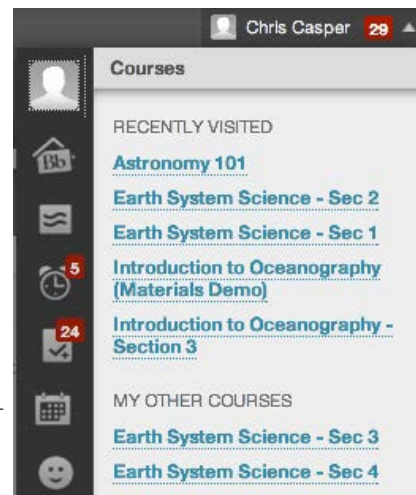 Chris Casper 29
Courses
RECENTLY VISITED
Astronomy 101
Bb
Earth System Science - Sec 2
Earth System Science - Sec 1
5
Introduction to Oceanography
(Materials Demo)
24
Introduction to Oceanography -
Section 3
MY OTHER COURSES
Earth System Science - Sec 3
Earth System Science - Sec 4